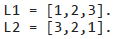 L1 = [1,2,3].
L2 = [3,2,1].